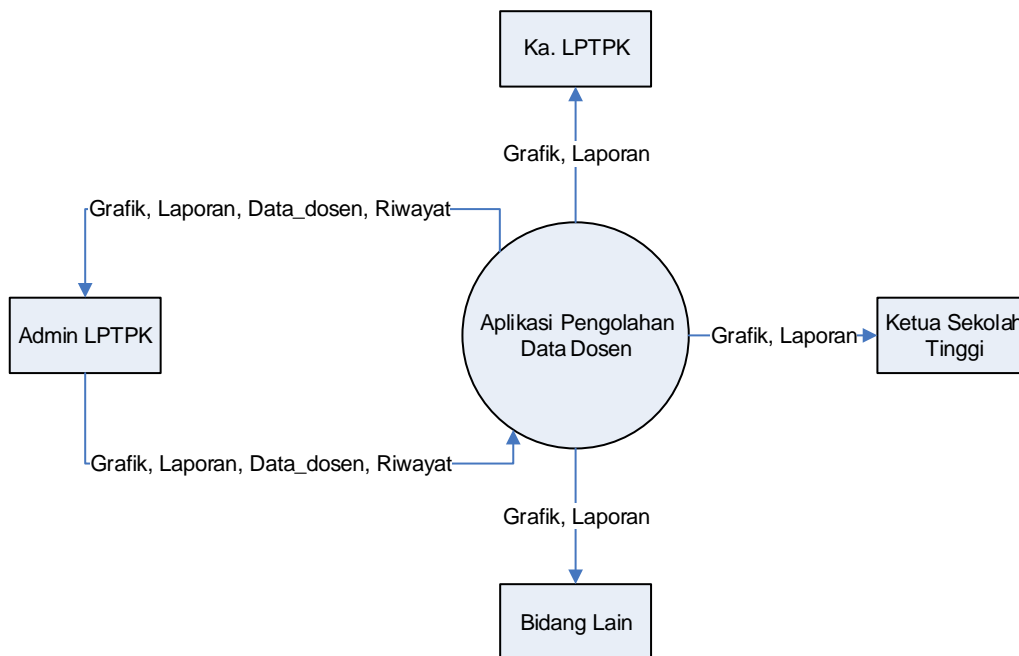 Ka. LPTPK
Grafik, Laporan
Grafik, Laporan, Data_dosen, Riwayat
Admin LPTPK
Aplikasi Pengolahan
Data Dosen
Grafik, Laporan
Ketua Sekolah
Tinggi
Grafik, Laporan, Data_dosen, Riwayat
Grafik, Laporan
Bidang Lain